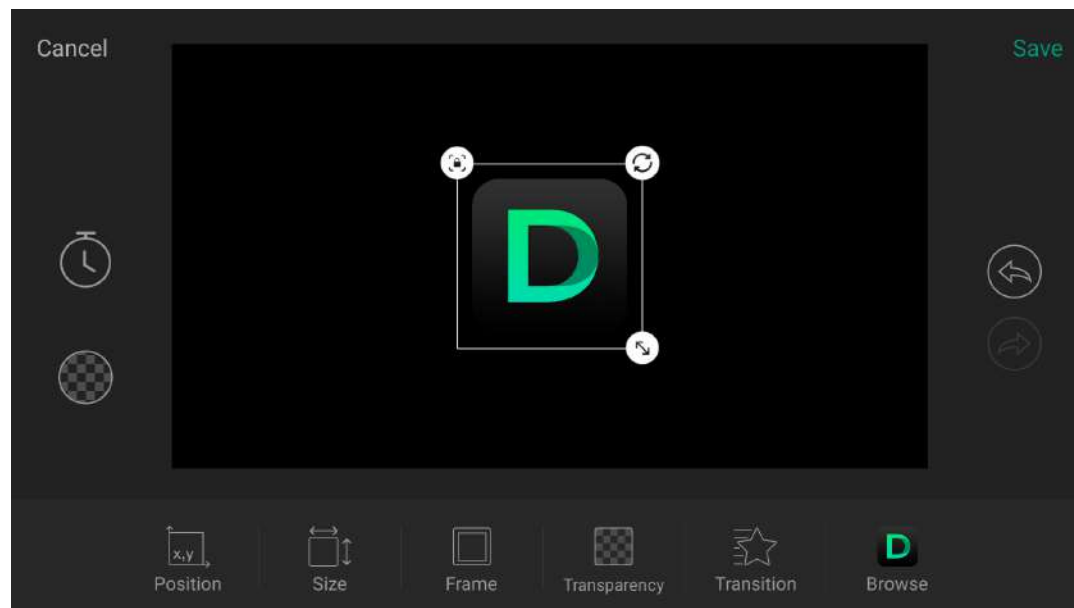 Cancel
Save
D
x,y
Position
Size
Frame
Transparency
Transition
D
Browse